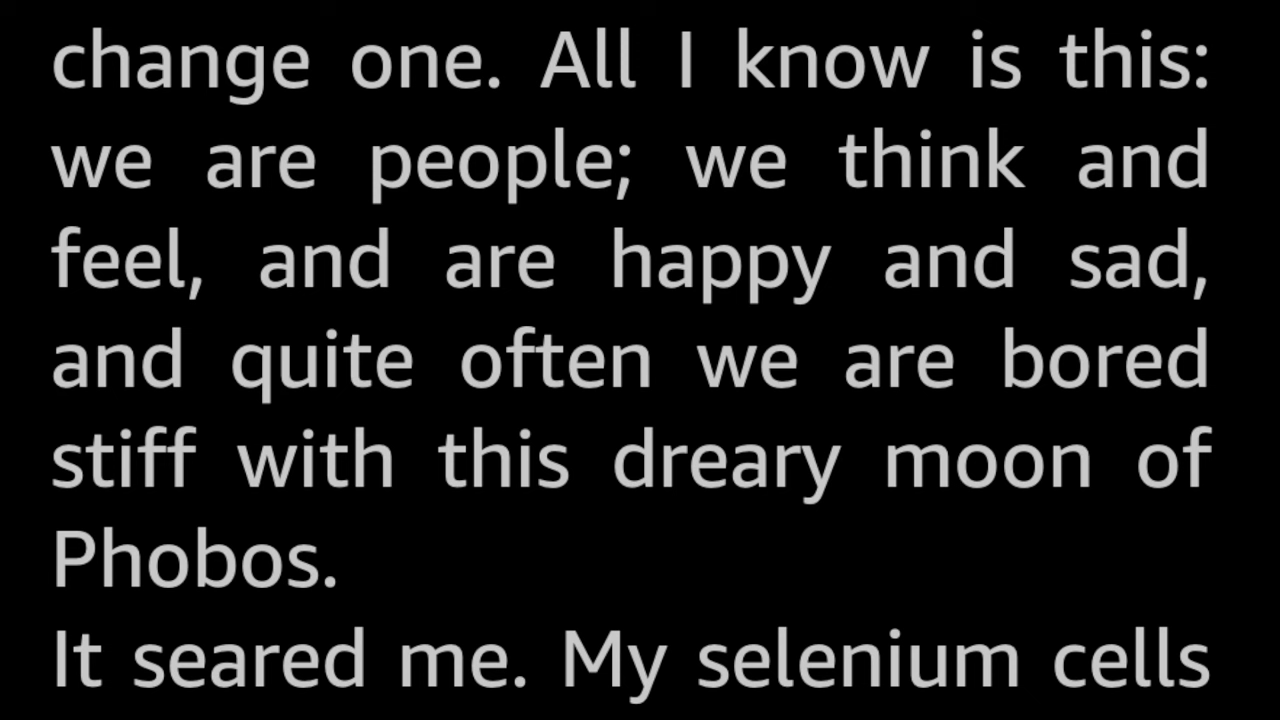 change one. All I know is this:
we are people; we think and
feel, and are happy and sad,
and quite often we are bored
stiff with this dreary moon of
Phobos.
It seared me. My selenium cells